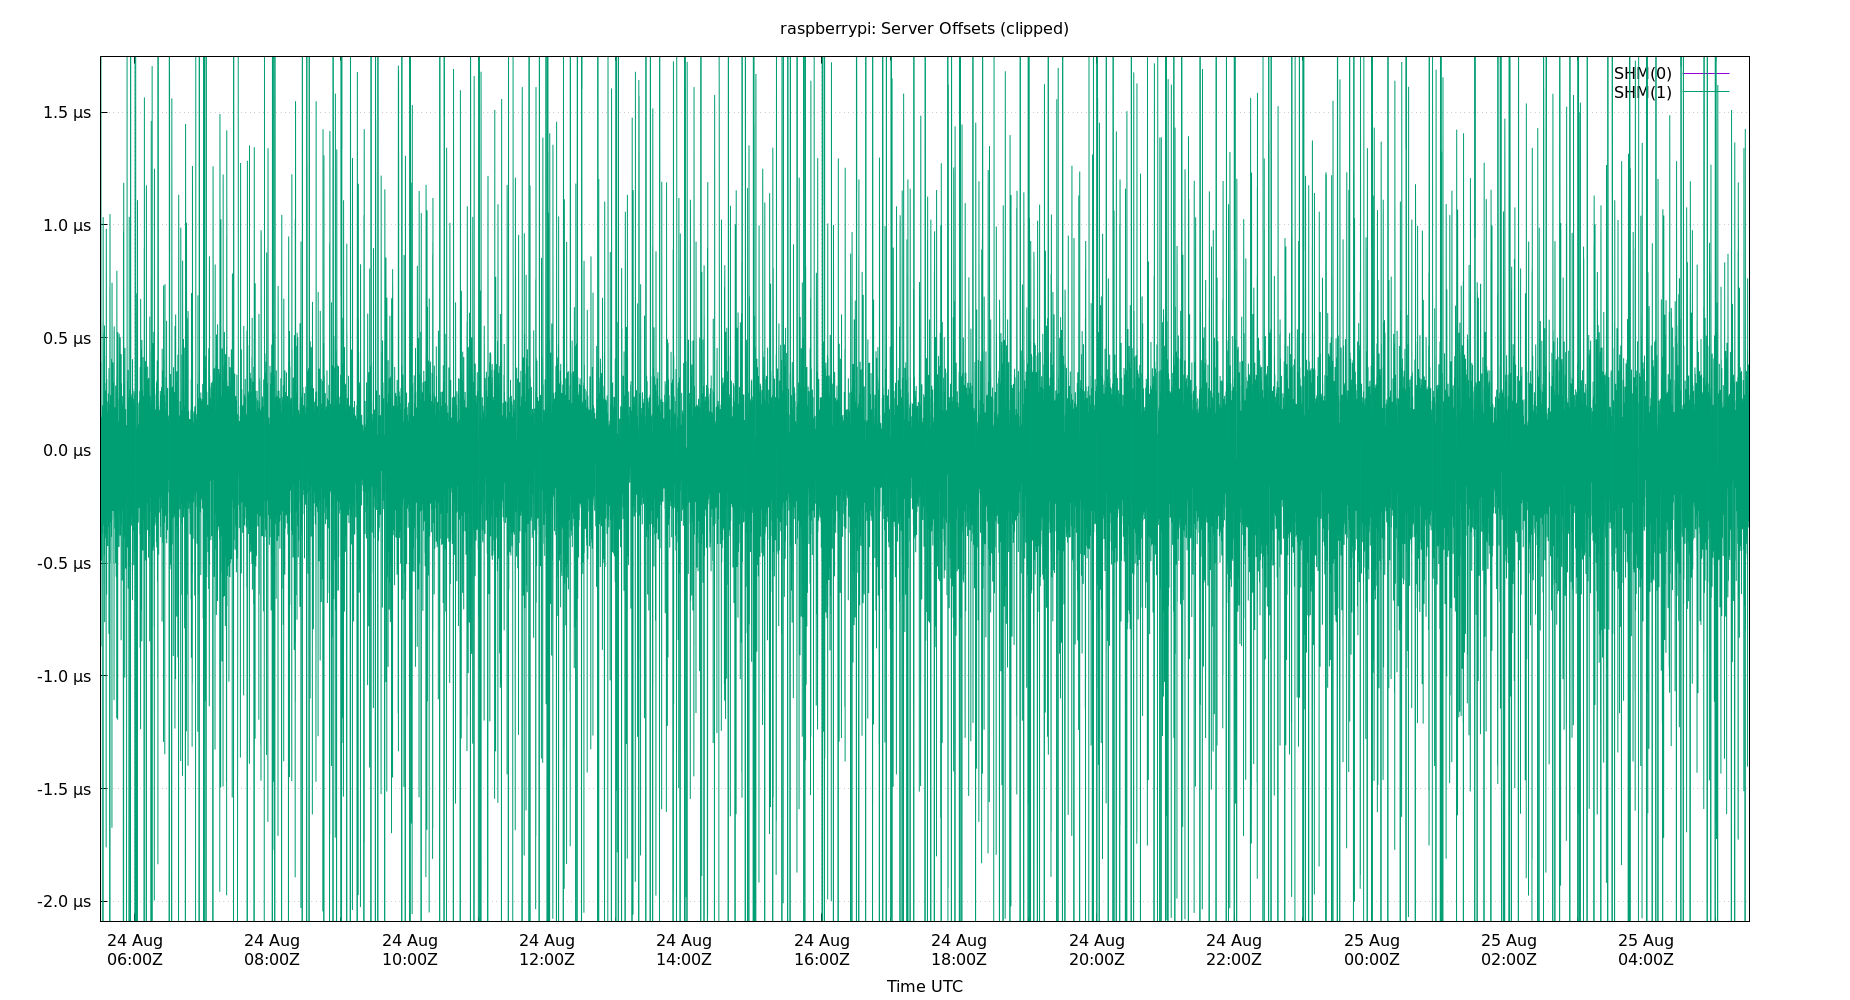 raspberrypi: Server Offsets (clipped)
SHM(0)
SHM(1)
1.5 µs
1.0 µs
0.5 µs
0.0 µs
-0.5 µs
-1.0 µs
-1.5 µs
-2.0 µs
24 Aug 24 Aug 24 Aug 24 Aug 24 Aug 24 Aug 24 Aug 24 Aug 24 Aug 25 Aug 25 Aug 25 Aug
06:00Z 08:00Z 10:00Z 12:00Z 14:00Z 16:00Z 18:00Z 20:00Z 22:00Z 00:00Z 02:00Z 04:00Z
Time UTC